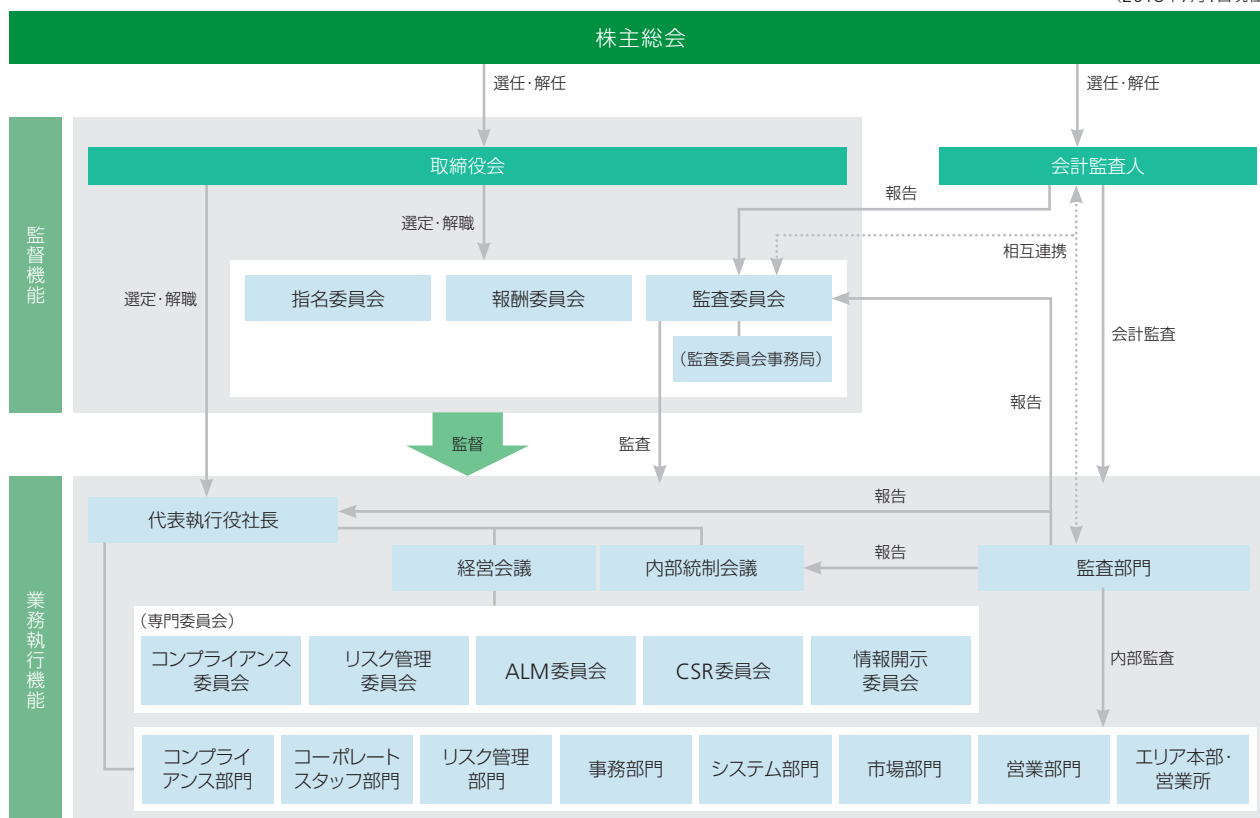 株主総会
選任・解任
選任・解任
監督機能
取締役会
会計監査人
報告
選定・解職
相互連携
選定・解職
指名委員会
報酬委員会
監査委員会
（監査委員会事務局）
会計監査
報告
監督
監査
業務執行機能
代表執行役社長
報告
経営会議
内部統制会議
報告
監査部門
（専門委員会）
コンプライアンス
委員会
リスク管理
委員会
ALM委員会
CSR委員会
情報開示
委員会
内部監査
コンプライ
アンス部門
コーポレート
スタッフ部門
リスク管理
部門
事務部門
システム部門
市場部門
営業部門
エリア本部・
営業所